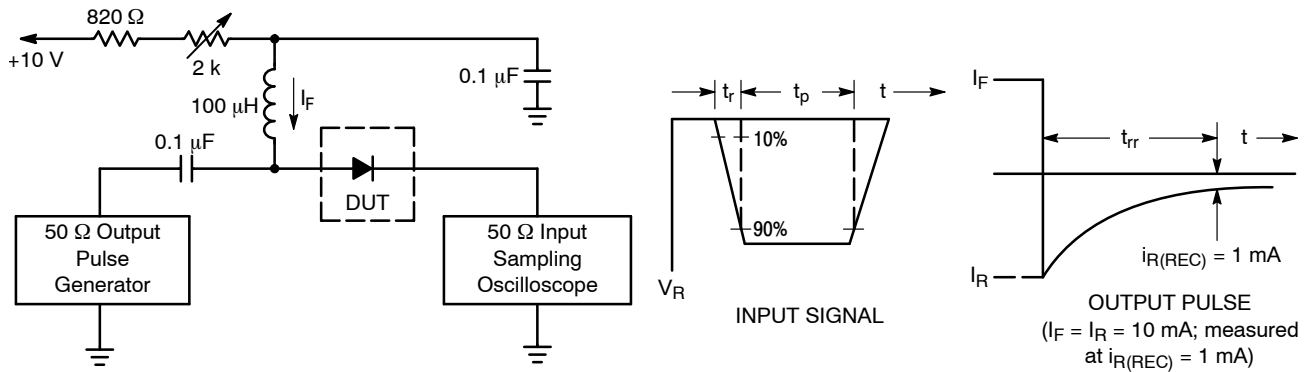 820 Ω
+10 V
2 k
100 μH
I_F
0.1 μF
0.1 μF
DUT
50 Ω Output
Pulse
Generator
50 Ω Input
Sampling
Oscilloscope
t_r
t_p
t
10%
90%
V_R
INPUT SIGNAL
I_F
t_rr
t
i_R(REC) = 1 mA
I_R
OUTPUT PULSE
(I_F = I_R = 10 mA; measured
at i_R(REC) = 1 mA)